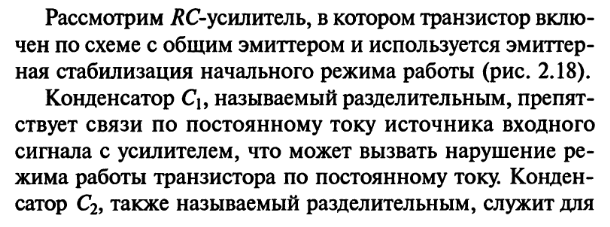 Рассмотрим RC-усилитель, в котором транзистор вклю-
чен по схеме с общим эмиттером и используется эмиттер-
ная стабилизация начального режима работы (рис. 2.18).
Конденсатор C₁, называемый разделительным, препят-
ствует связи по постоянному току источника входного
сигнала с усилителем, что может вызвать нарушение ре-
жима работы транзистора по постоянному току. Конден-
сатор C₂, также называемый разделительным, служит для